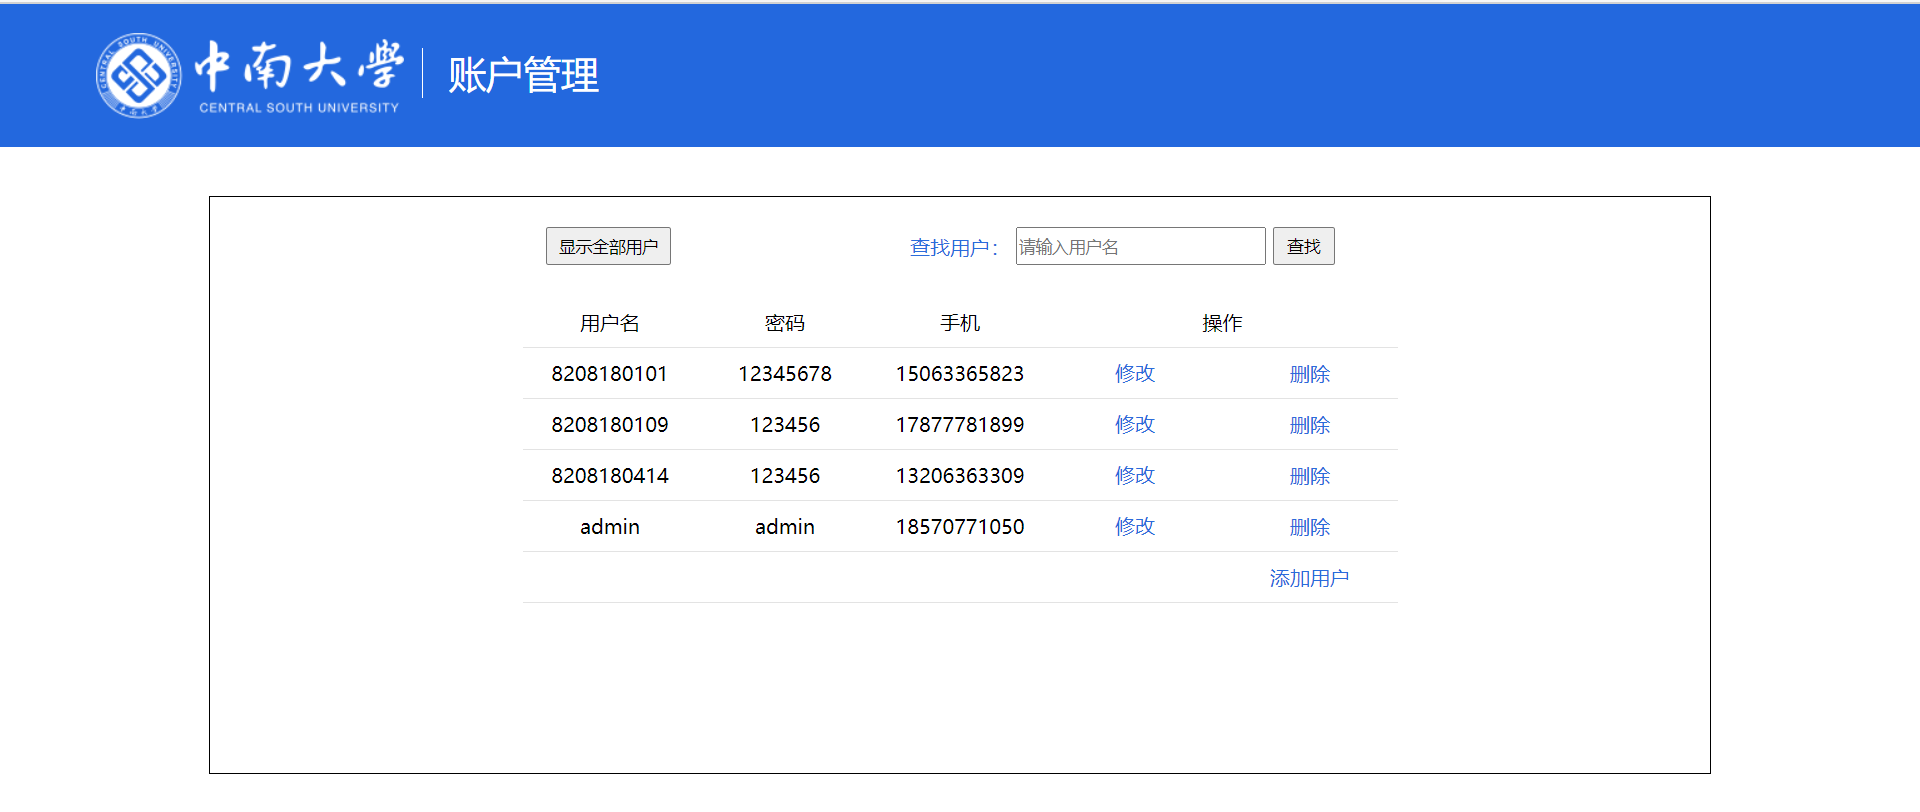 中南大学 账户管理
CENTRAL SOUTH UNIVERSITY
显示全部用户 查找用户： 请输入用户名 查找
用户名 密码 手机 操作
8208180101 12345678 15063365823 修改 删除
8208180109 123456 17877781899 修改 删除
8208180414 123456 13206363309 修改 删除
admin admin 18570771050 修改 删除
添加用户